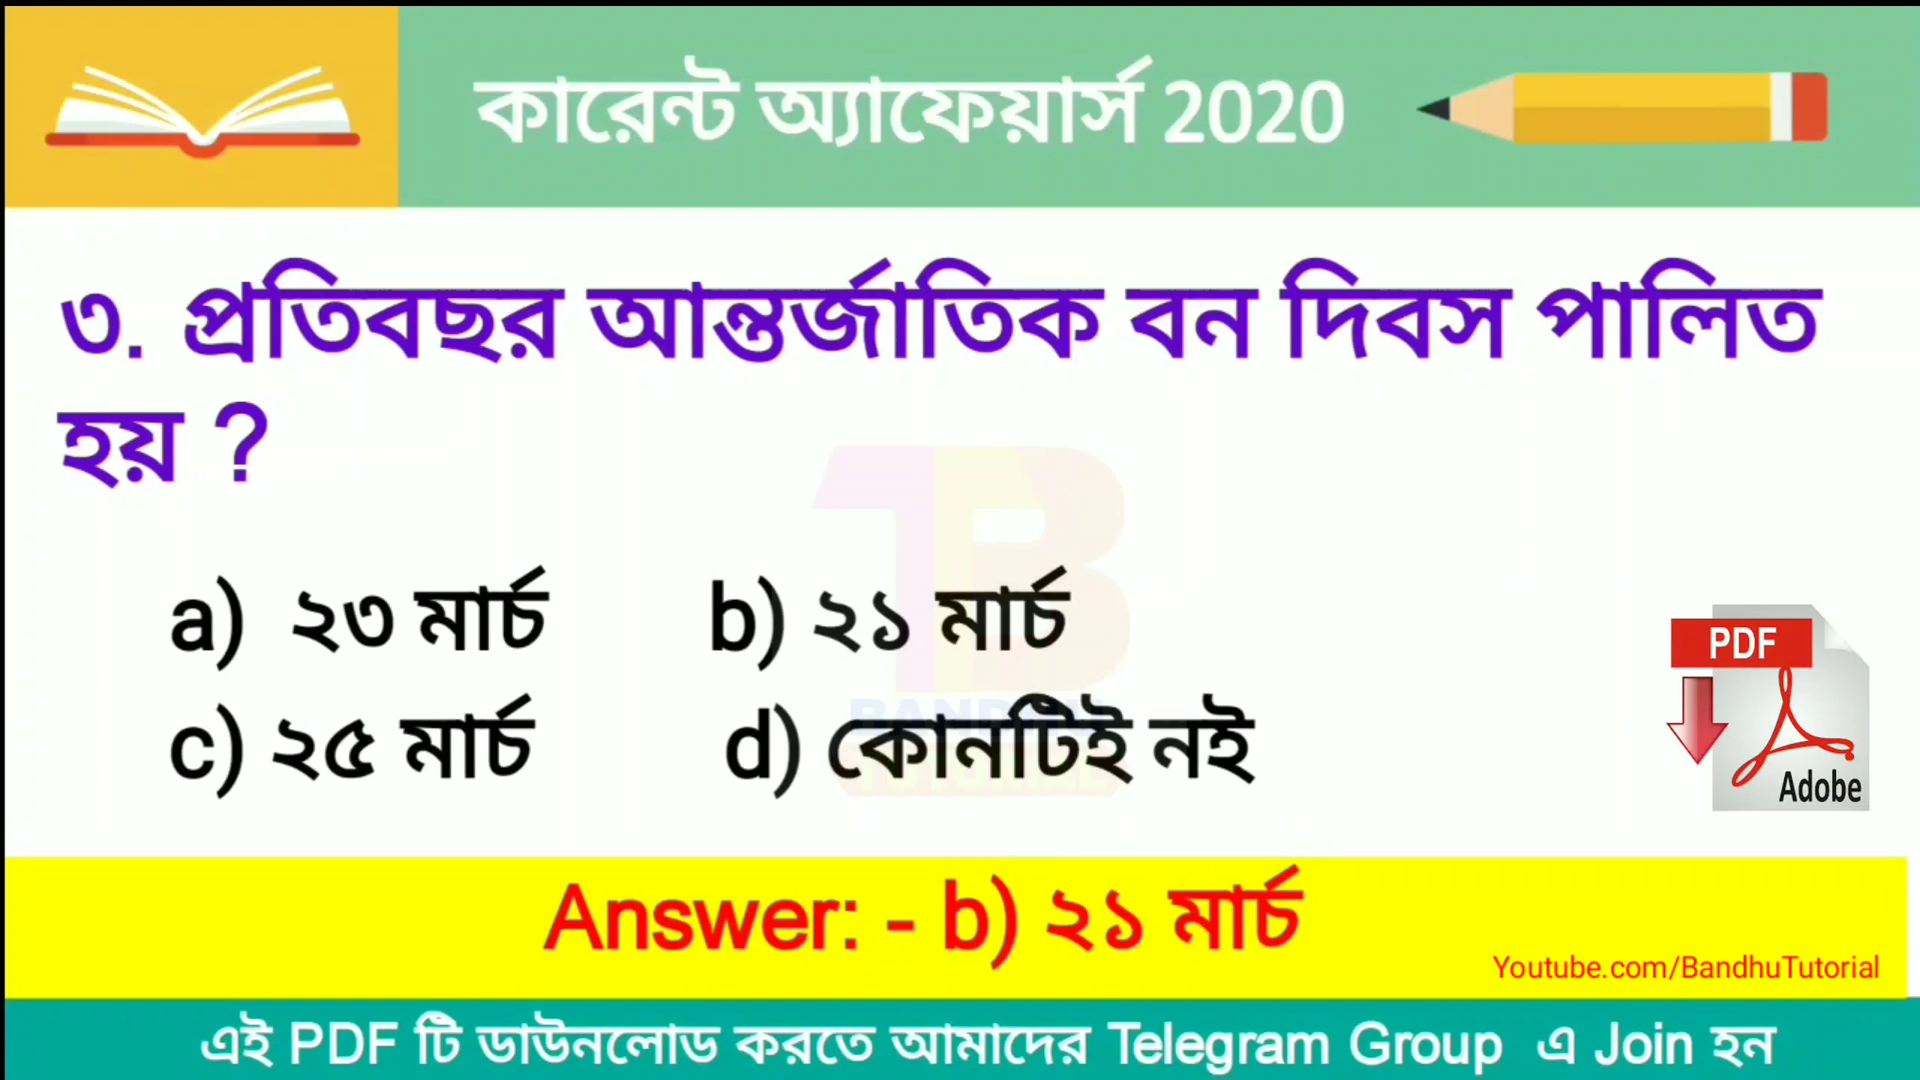 কারেন্ট অ্যাফেয়ার্স 2020
৩. প্রতিবছর আন্তর্জাতিক বন দিবস পালিত
হয় ?
a) ২৩ মার্চ b) ২১ মার্চ
c) ২৫ মার্চ d) কোনটিই নই
PDF
Adobe
Answer: - b) ২১ মার্চ
Youtube.com/BandhuTutorial
এই PDF টি ডাউনলোড করতে আমাদের Telegram Group এ Join হন